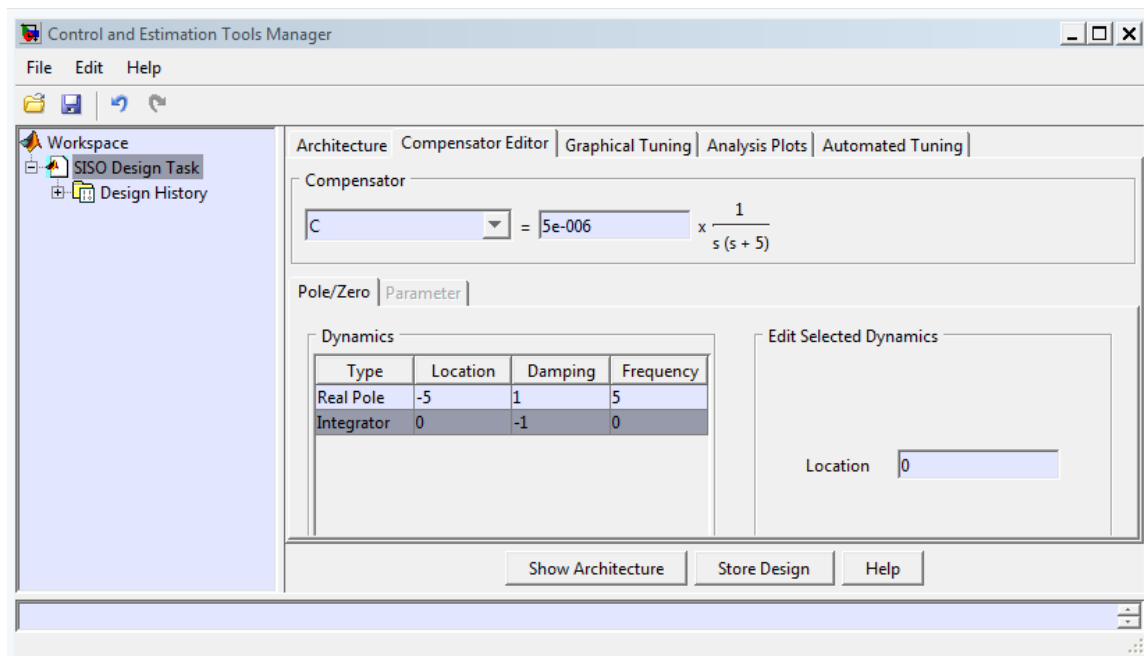 Control and Estimation Tools Manager
File Edit Help
Workspace
SISO Design Task
Design History
Architecture Compensator Editor Graphical Tuning Analysis Plots Automated Tuning
Compensator
C = 5e-006 x 1
s (s + 5)
Pole/Zero Parameter
Dynamics
Type Location Damping Frequency
Real Pole -5 1 5
Integrator 0 -1 0
Edit Selected Dynamics
Location 0
Show Architecture Store Design Help